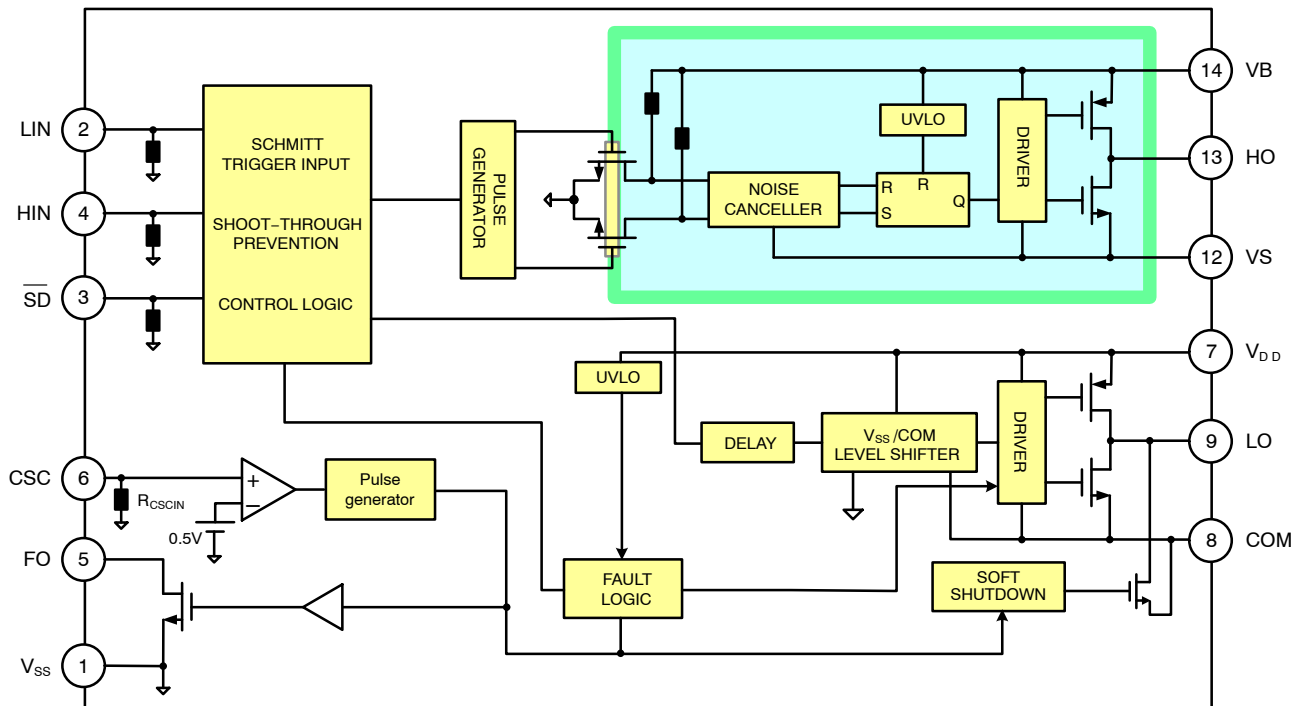 LIN
2
HIN
4
SD
3
CSC
6
FO
5
VSS
1
SCHMITT
TRIGGER INPUT
SHOOT−THROUGH
PREVENTION
CONTROL LOGIC
PULSE
GENERATOR
NOISE
CANCELLER
UVLO
R
R
S
Q
DRIVER
14
VB
13
HO
12
VS
UVLO
DELAY
VSS/COM
LEVEL SHIFTER
DRIVER
7
VDD
9
LO
8
COM
RCSCIN
+
−
0.5V
Pulse
generator
FAULT
LOGIC
SOFT
SHUTDOWN